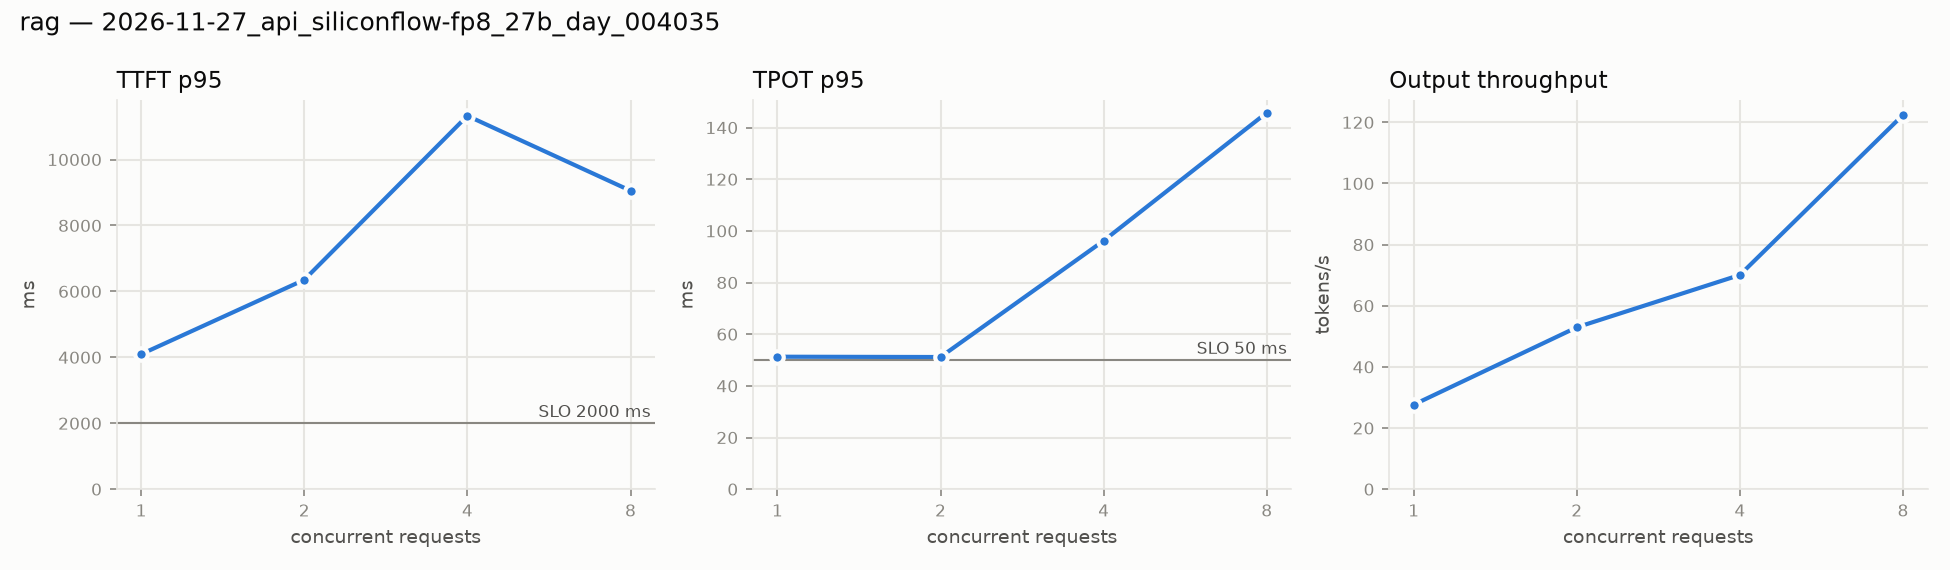 rag — 2026-11-27_api_siliconflow-fp8_27b_day_004035
TTFT p95
ms
10000
8000
6000
4000
2000
0
SLO 2000 ms
1 2 4 8
concurrent requests
TPOT p95
ms
140
120
100
80
60
40
20
0
SLO 50 ms
1 2 4 8
concurrent requests
Output throughput
tokens/s
120
100
80
60
40
20
0
1 2 4 8
concurrent requests